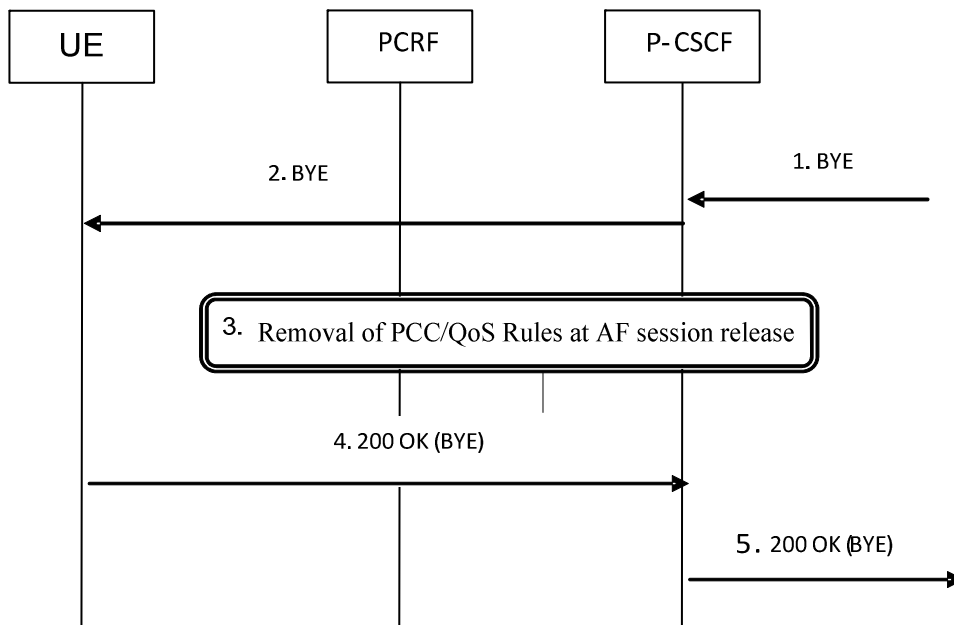 UE
PCRF
P-CSCF
1. BYE
2. BYE
3. Removal of PCC/QoS Rules at AF session release
4. 200 OK (BYE)
5. 200 OK (BYE)